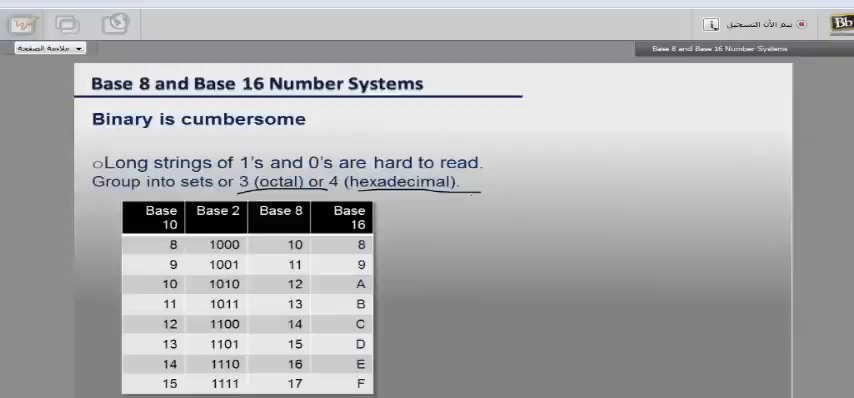 يتم الآن التسجيل
Bb
علامة الصفحة
Base 8 and Base 16 Number Systems
Base 8 and Base 16 Number Systems
Binary is cumbersome
○Long strings of 1's and 0's are hard to read.
Group into sets or 3 (octal) or 4 (hexadecimal).
Base 10 Base 2 Base 8 Base 16
8 1000 10 8
9 1001 11 9
10 1010 12 A
11 1011 13 B
12 1100 14 C
13 1101 15 D
14 1110 16 E
15 1111 17 F